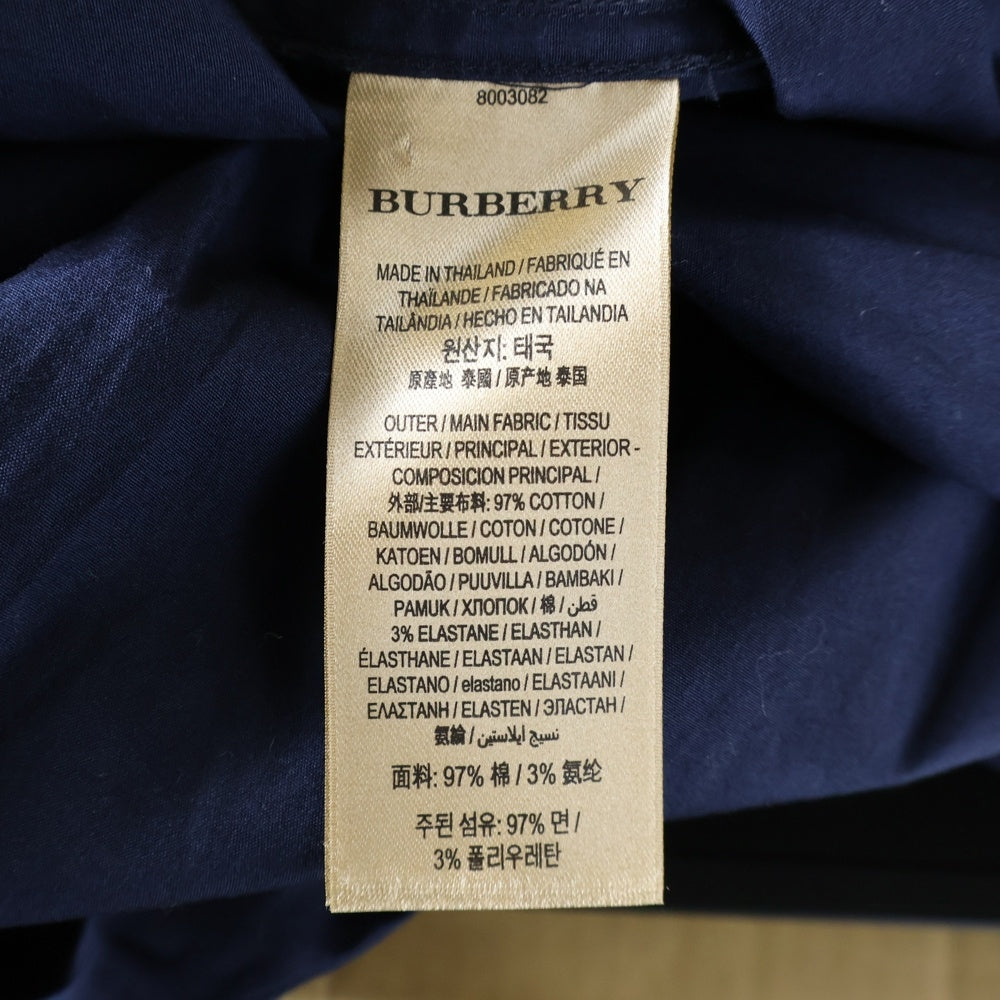 8003082
BURBERRY
MADE IN THAILAND / FABRIQUÉ EN
THAÏLANDE / FABRICADO NA
TAILÂNDIA / HECHO EN TAILANDIA
원산지: 태국
原產地 泰國 / 原产地 泰国
OUTER / MAIN FABRIC / TISSU
EXTÉRIEUR / PRINCIPAL / EXTERIOR -
COMPOSICION PRINCIPAL /
外部/主要布料: 97% COTTON /
BAUMWOLLE / COTON / COTONE /
KATOEN / BOMULL / ALGODÓN /
ALGODÃO / PUUVILLA / BAMBAKI /
PAMUK / ХЛОПОК / 棉 / قطن /
3% ELASTANE / ELASTHAN /
ÉLASTHANE / ELASTAAN / ELASTAN /
ELASTANO / elastano / ELASTAANI /
ΕΛΑΣΤΑΝΗ / ELASTEN / ЭЛАСТАН /
氨綸 / نسيج إيلاستين
面料: 97% 棉 / 3% 氨纶
주된 섬유: 97% 면 /
3% 폴리우레탄